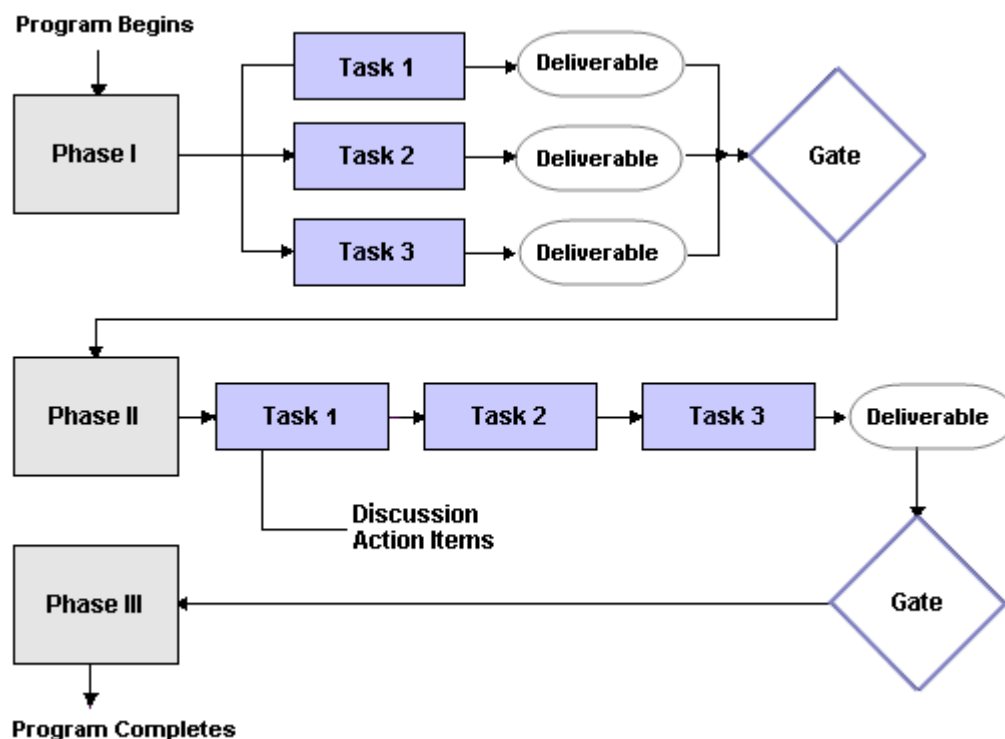 Program Begins
Task 1
Deliverable
Phase I
Task 2
Deliverable
Gate
Task 3
Deliverable
Phase II
Task 1
Task 2
Task 3
Deliverable
Discussion
Action Items
Phase III
Gate
Program Completes